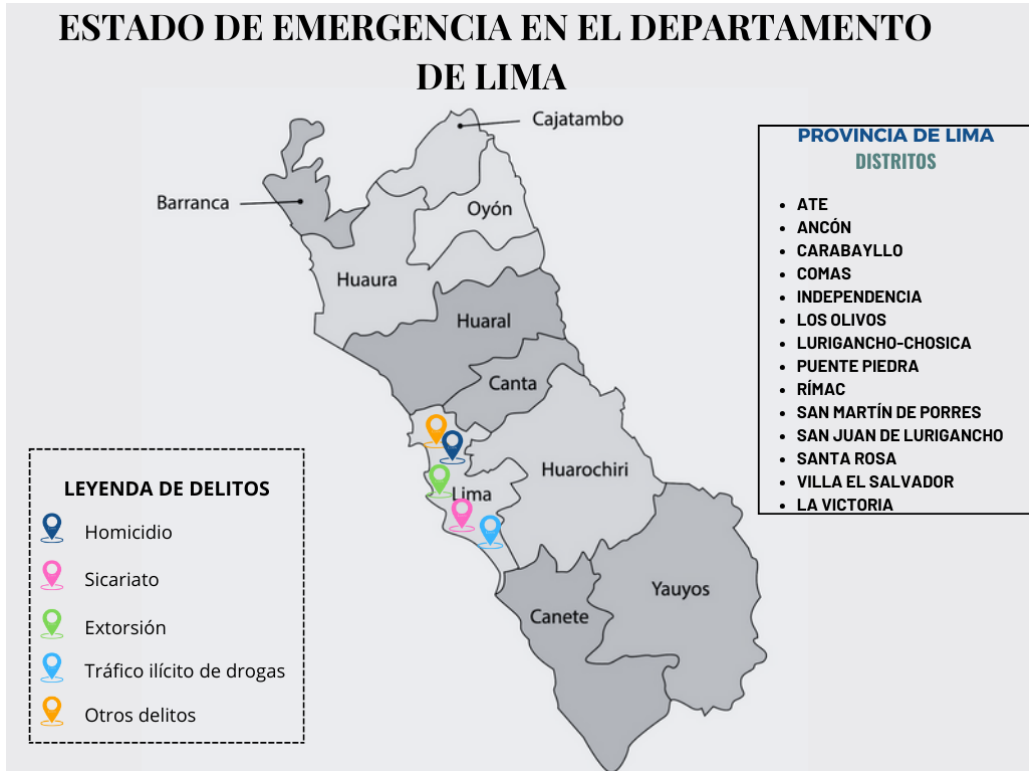 ESTADO DE EMERGENCIA EN EL DEPARTAMENTO
DE LIMA
Cajatambo
Barranca
Oyón
Huaura
Huaral
Canta
Lima
Huarochiri
Canete
Yauyos
PROVINCIA DE LIMA
DISTRITOS
• ATE
• ANCÓN
• CARABAYLLO
• COMAS
• INDEPENDENCIA
• LOS OLIVOS
• LURIGANCHO-CHOSICA
• PUENTE PIEDRA
• RÍMAC
• SAN MARTÍN DE PORRES
• SAN JUAN DE LURIGANCHO
• SANTA ROSA
• VILLA EL SALVADOR
• LA VICTORIA
LEYENDA DE DELITOS
Homicidio
Sicariato
Extorsión
Tráfico ilícito de drogas
Otros delitos